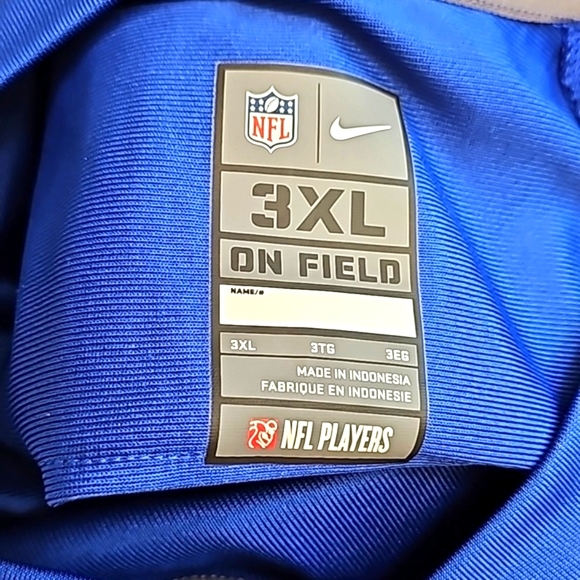 NFL
3XL
ON FIELD
NAME/#
3XL 3TG 3EG
MADE IN INDONESIA
FABRIQUE EN INDONESIE
NFL PLAYERS